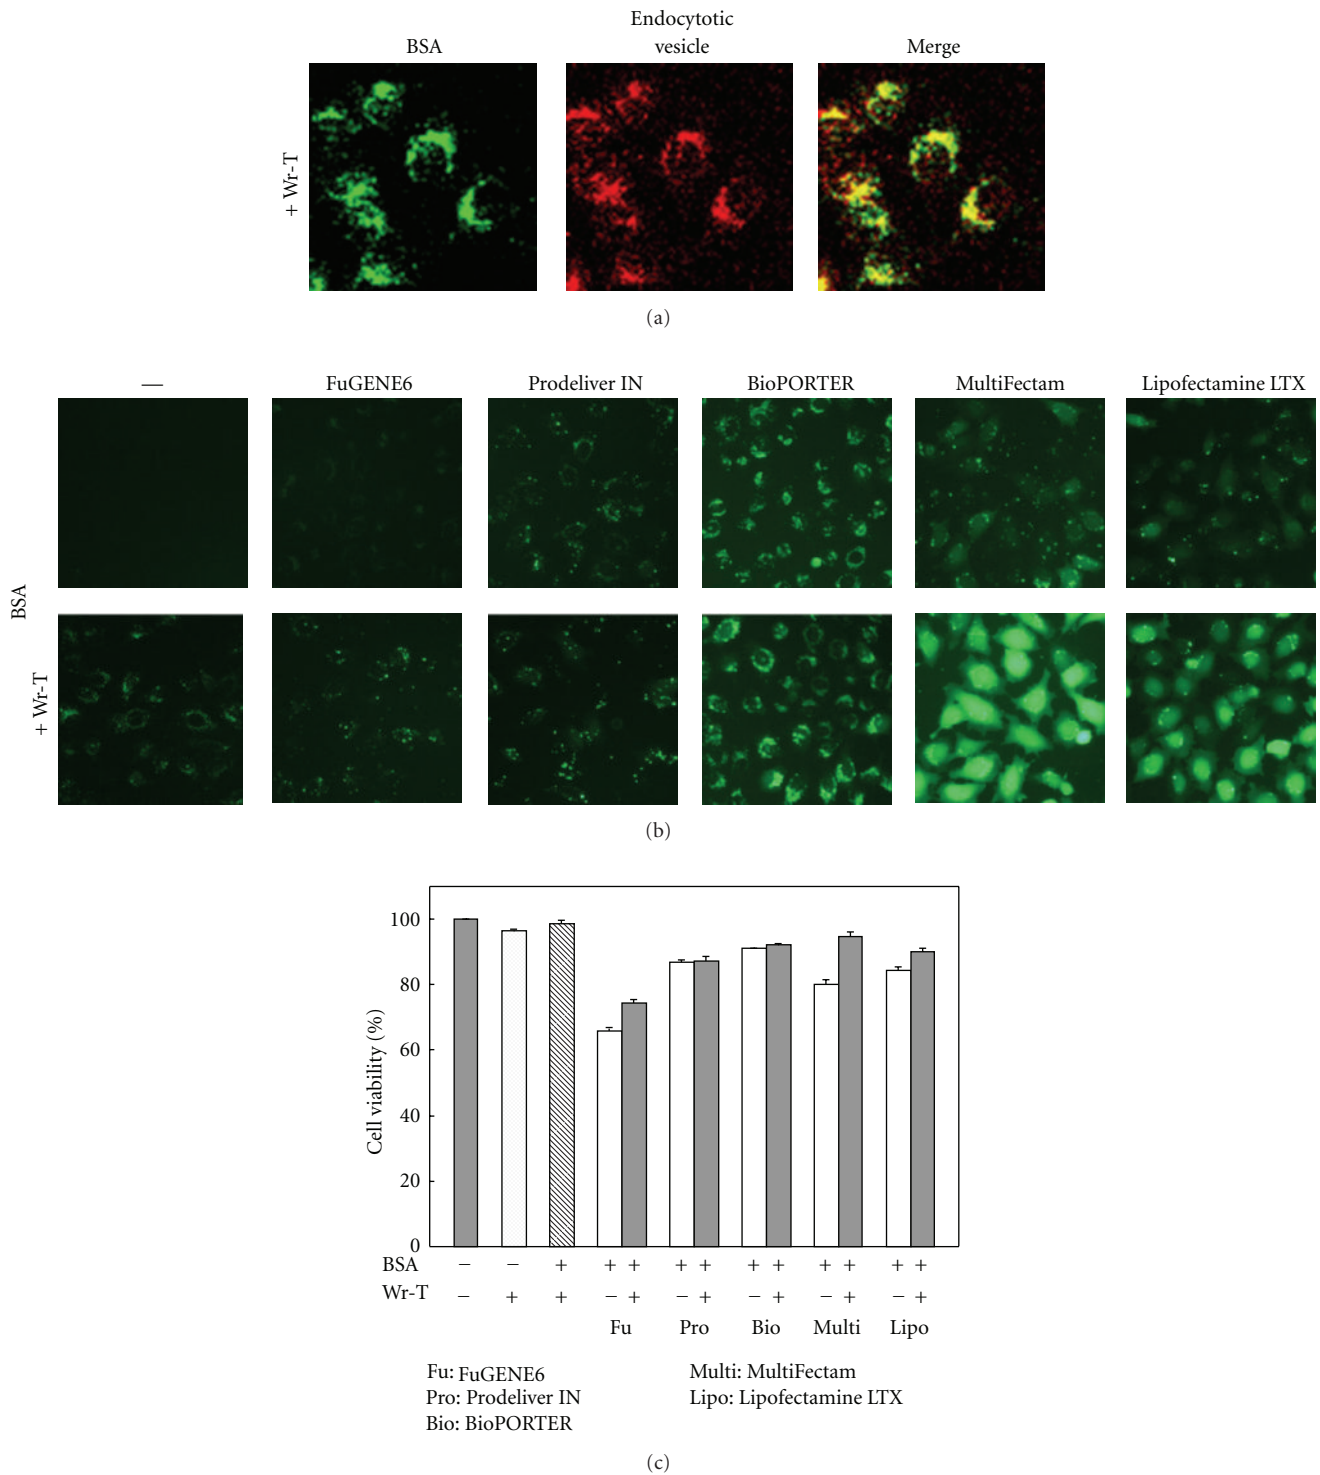 BSA
Endocytotic
vesicle
Merge
+ Wr-T
(a)
— FuGENE6 Prodeliver IN BioPORTER MultiFectam Lipofectamine LTX
BSA
+ Wr-T
(b)
Cell viability (%)
100
80
60
40
20
0
BSA − − + + + + + + + + + + +
Wr-T − + + − + − + − + − + − +
Fu Pro Bio Multi Lipo
Fu: FuGENE6
Pro: Prodeliver IN
Bio: BioPORTER
Multi: MultiFectam
Lipo: Lipofectamine LTX
(c)